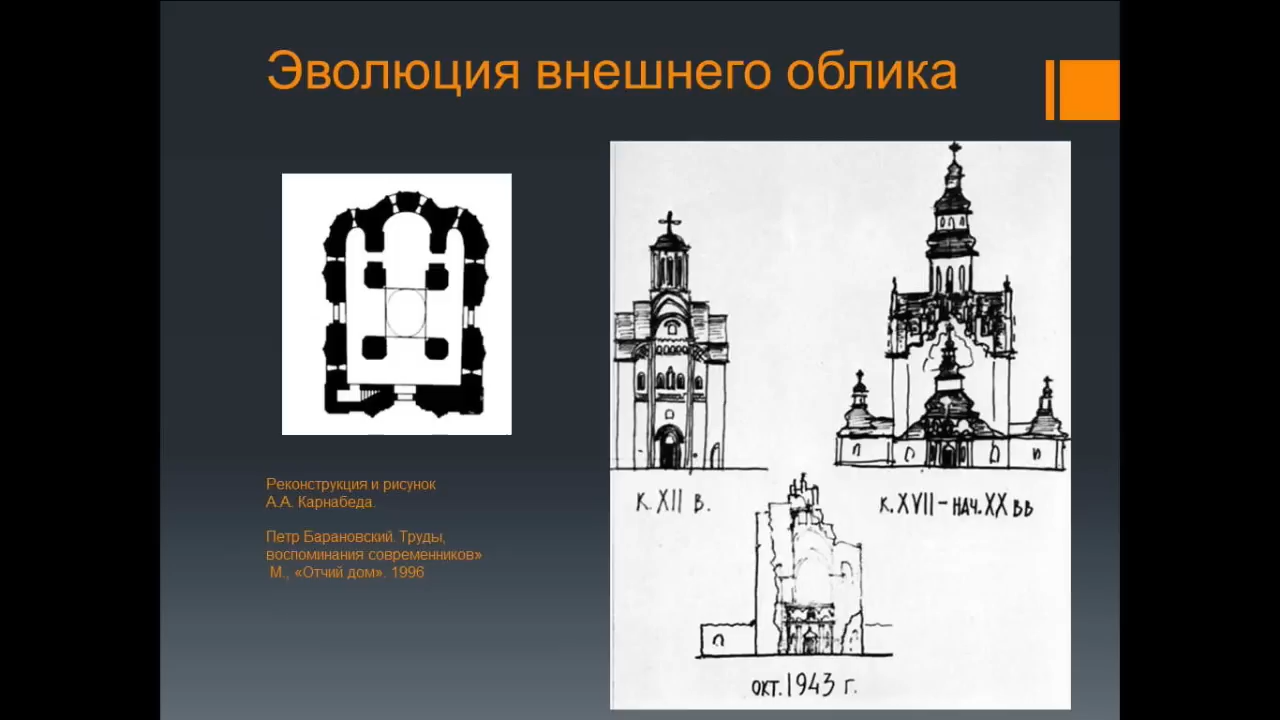 Эволюция внешнего облика
Реконструкция и рисунок
А.А. Карнабеда.
Петр Барановский. Труды,
воспоминания современников»
М., «Отчий дом». 1996
к. XII в.
к. XVII – нач. XX вв
окт. 1943 г.